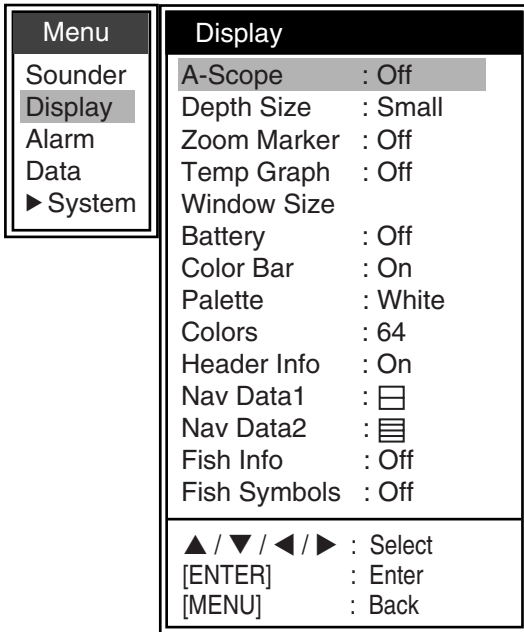 Menu
Sounder
Display
Alarm
Data
▶ System
Display
A-Scope : Off
Depth Size : Small
Zoom Marker : Off
Temp Graph : Off
Window Size
Battery : Off
Color Bar : On
Palette : White
Colors : 64
Header Info : On
Nav Data1 :
Nav Data2 :
Fish Info : Off
Fish Symbols : Off
▲ / ▼ / ◀ / ▶ : Select
[ENTER] : Enter
[MENU] : Back